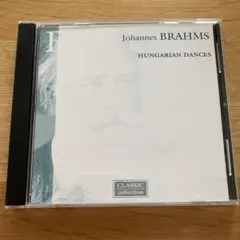 Johannes BRAHMS
HUNGARIAN DANCES
CLASSIC
collection